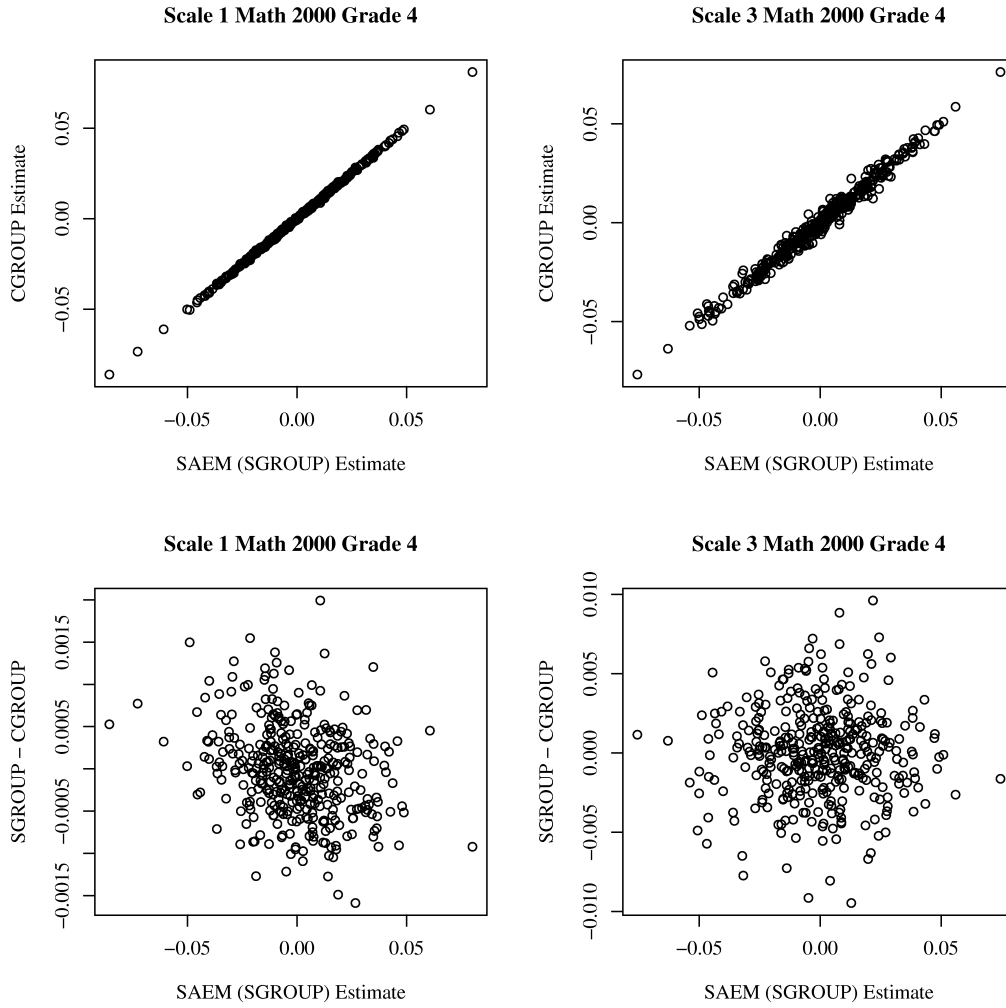 Scale 1 Math 2000 Grade 4
CGROUP Estimate
0.05
0.00
−0.05
−0.05 0.00 0.05
SAEM (SGROUP) Estimate
Scale 3 Math 2000 Grade 4
CGROUP Estimate
0.05
0.00
−0.05
−0.05 0.00 0.05
SAEM (SGROUP) Estimate
Scale 1 Math 2000 Grade 4
SGROUP − CGROUP
0.0015
0.0005
−0.0005
−0.0015
−0.05 0.00 0.05
SAEM (SGROUP) Estimate
Scale 3 Math 2000 Grade 4
SGROUP − CGROUP
0.010
0.005
0.000
−0.005
−0.010
−0.05 0.00 0.05
SAEM (SGROUP) Estimate